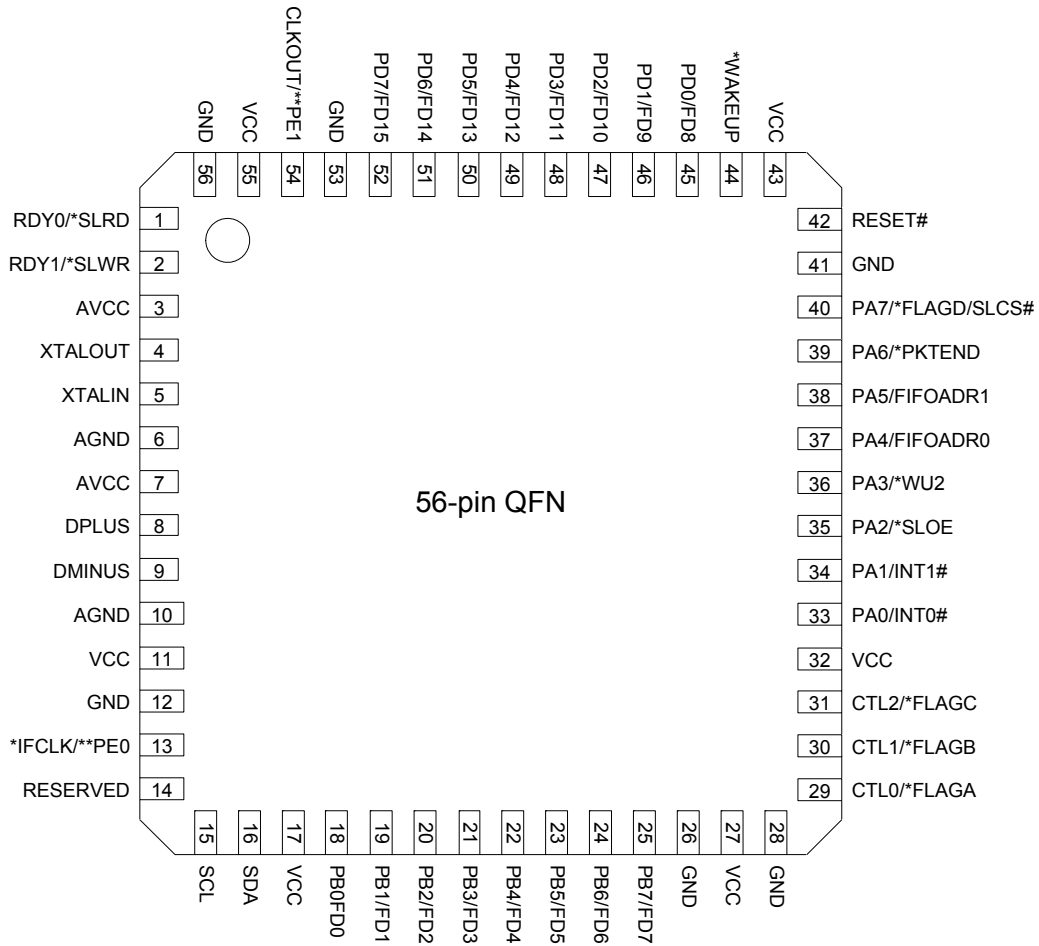 GND
VCC
CLKOUT/**PE1
GND
PD7/FD15
PD6/FD14
PD5/FD13
PD4/FD12
PD3/FD11
PD2/FD10
PD1/FD9
PD0/FD8
*WAKEUP
VCC
56
55
54
53
52
51
50
49
48
47
46
45
44
43
RDY0/*SLRD 1
RDY1/*SLWR 2
AVCC 3
XTALOUT 4
XTALIN 5
AGND 6
AVCC 7
DPLUS 8
DMINUS 9
AGND 10
VCC 11
GND 12
*IFCLK/**PE0 13
RESERVED 14
56-pin QFN
42 RESET#
41 GND
40 PA7/*FLAGD/SLCS#
39 PA6/*PKTEND
38 PA5/FIFOADR1
37 PA4/FIFOADR0
36 PA3/*WU2
35 PA2/*SLOE
34 PA1/INT1#
33 PA0/INT0#
32 VCC
31 CTL2/*FLAGC
30 CTL1/*FLAGB
29 CTL0/*FLAGA
15
16
17
18
19
20
21
22
23
24
25
26
27
28
SCL
SDA
VCC
PB0FD0
PB1/FD1
PB2/FD2
PB3/FD3
PB4/FD4
PB5/FD5
PB6/FD6
PB7/FD7
GND
VCC
GND